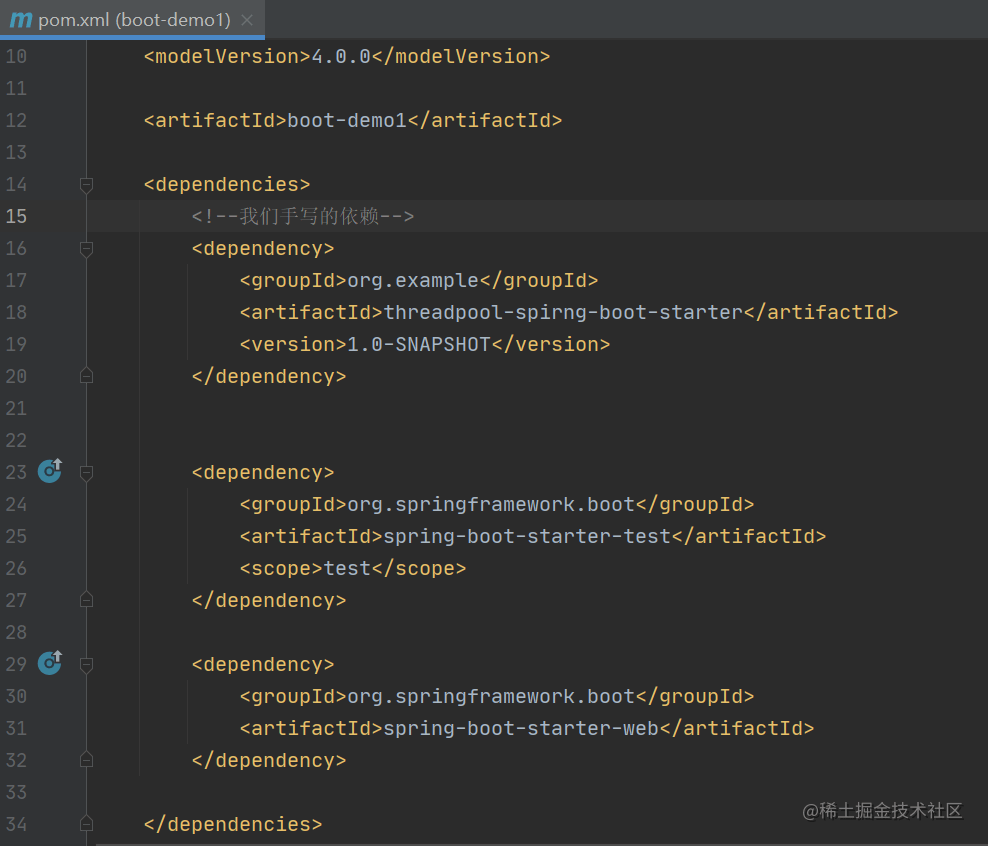 pom.xml (boot-demo1)
10 <modelVersion>4.0.0</modelVersion>
11
12 <artifactId>boot-demo1</artifactId>
13
14 <dependencies>
15 <!--我们手写的依赖-->
16 <dependency>
17 <groupId>org.example</groupId>
18 <artifactId>threadpool-spirng-boot-starter</artifactId>
19 <version>1.0-SNAPSHOT</version>
20 </dependency>
21
22
23 <dependency>
24 <groupId>org.springframework.boot</groupId>
25 <artifactId>spring-boot-starter-test</artifactId>
26 <scope>test</scope>
27 </dependency>
28
29 <dependency>
30 <groupId>org.springframework.boot</groupId>
31 <artifactId>spring-boot-starter-web</artifactId>
32 </dependency>
33
34 </dependencies>
@稀土掘金技术社区